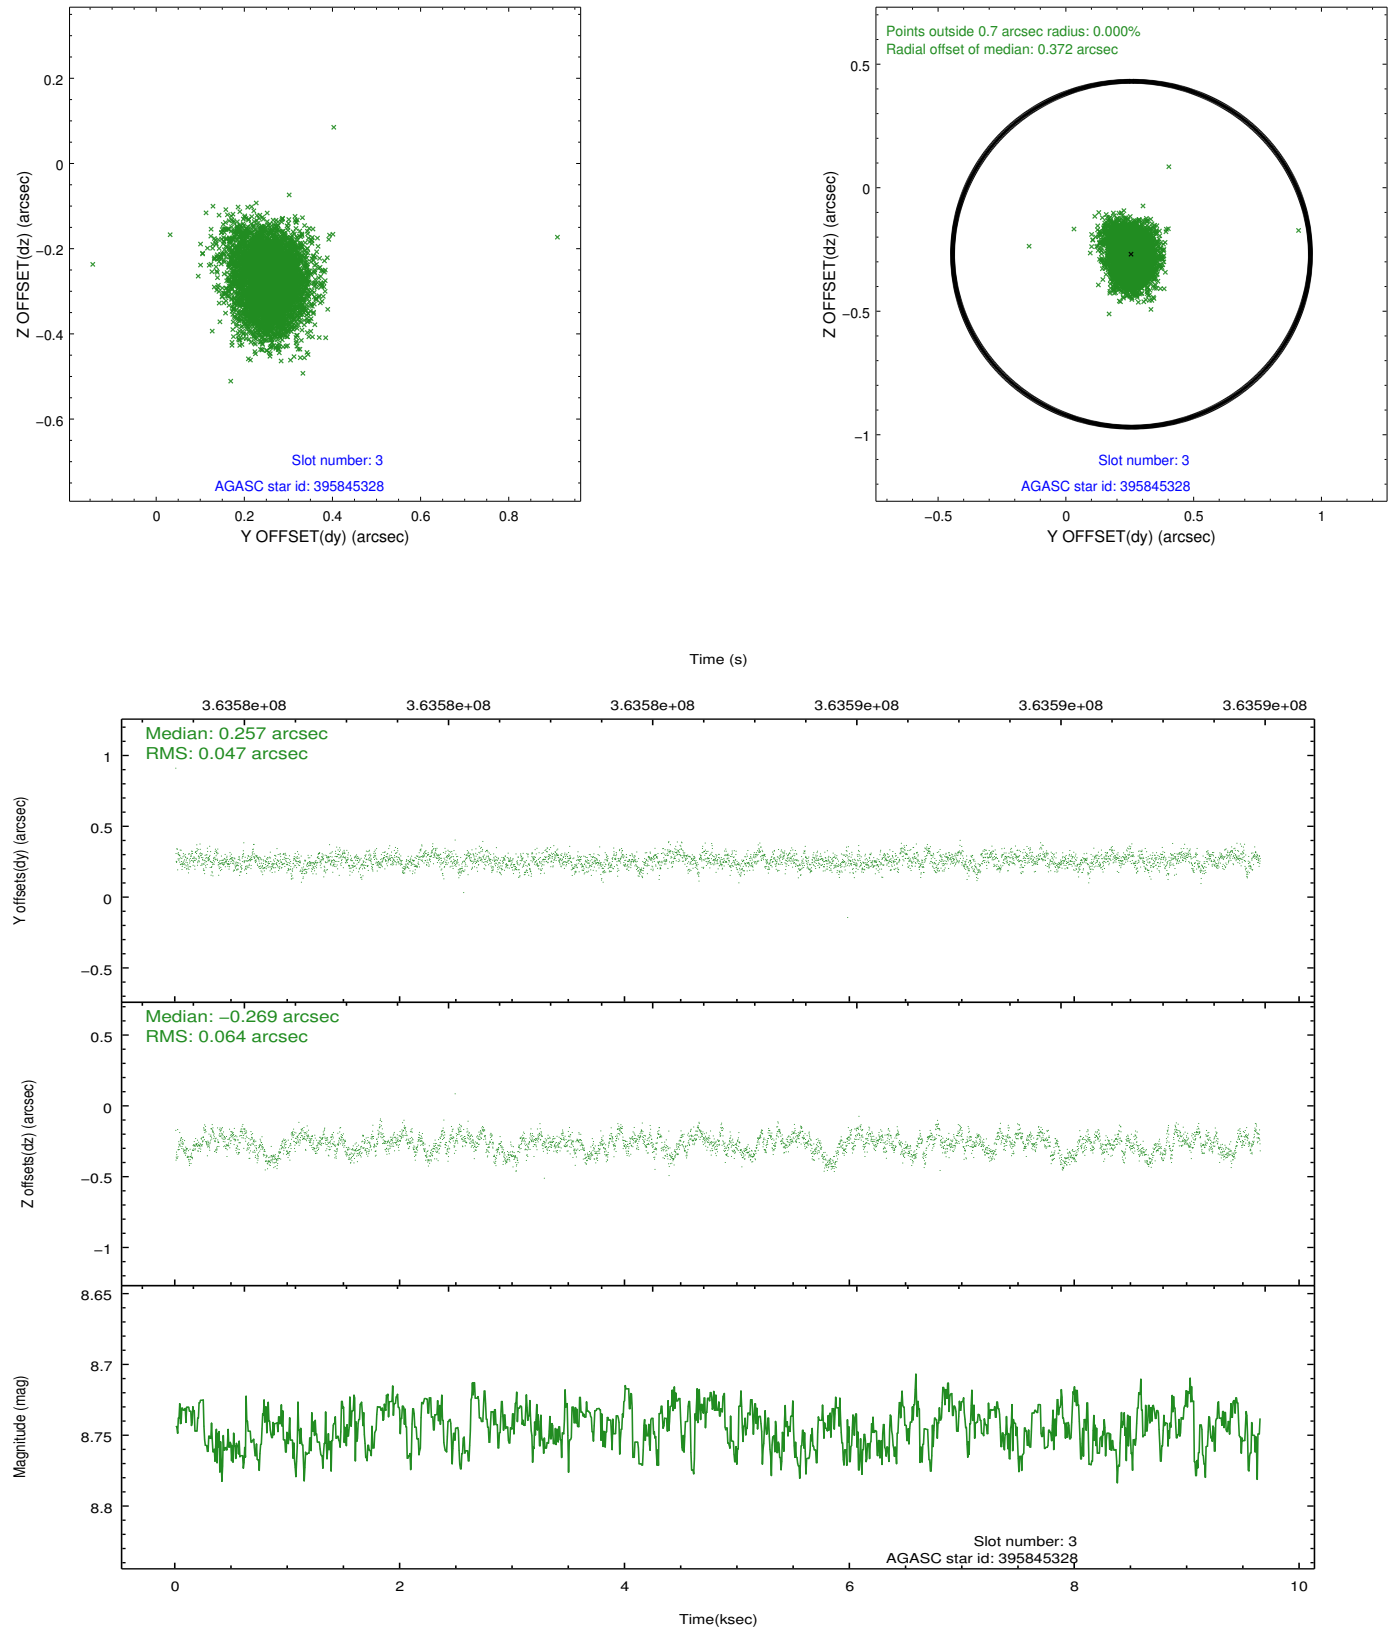 0.2
0
−0.2
−0.4
−0.6
Z OFFSET(dz) (arcsec)
Slot number: 3
AGASC star id: 395845328
0
0.2
0.4
0.6
0.8
Y OFFSET(dy) (arcsec)
Points outside 0.7 arcsec radius: 0.000%
Radial offset of median: 0.372 arcsec
0.5
0
−0.5
−1
Z OFFSET(dz) (arcsec)
Slot number: 3
AGASC star id: 395845328
−0.5
0
0.5
1
Y OFFSET(dy) (arcsec)
Time (s)
3.6358e+08
3.6358e+08
3.6358e+08
3.6359e+08
3.6359e+08
3.6359e+08
Median: 0.257 arcsec
RMS: 0.047 arcsec
1
0.5
0
−0.5
Y offsets(dy) (arcsec)
Median: −0.269 arcsec
RMS: 0.064 arcsec
0.5
0
−0.5
−1
Z offsets(dz) (arcsec)
8.65
8.7
8.75
8.8
Magnitude (mag)
Slot number: 3
AGASC star id: 395845328
0
2
4
6
8
10
Time(ksec)